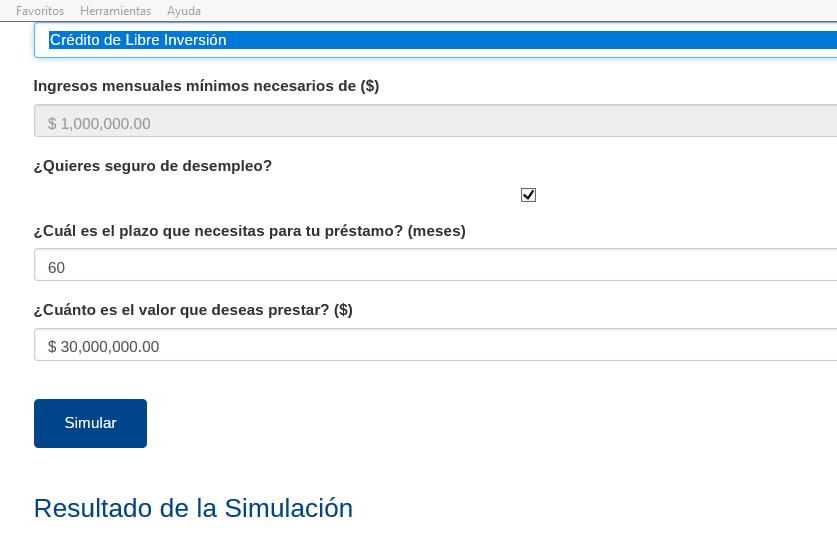 Favoritos Herramientas Ayuda
Crédito de Libre Inversión
Ingresos mensuales mínimos necesarios de ($)
$ 1,000,000.00
¿Quieres seguro de desempleo?
¿Cuál es el plazo que necesitas para tu préstamo? (meses)
60
¿Cuánto es el valor que deseas prestar? ($)
$ 30,000,000.00
Simular
Resultado de la Simulación